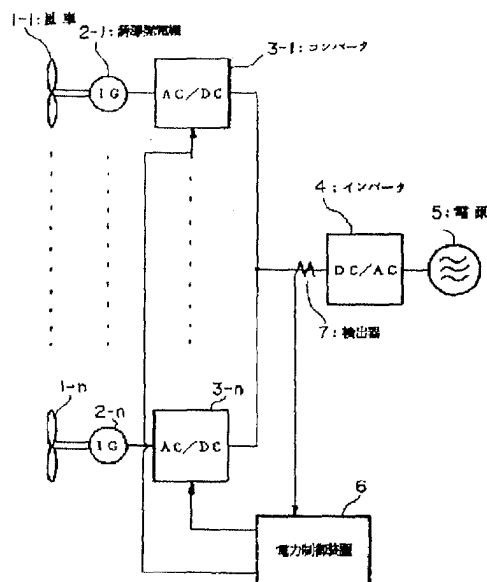 1-1:風車
2-1:誘導発電機
3-1:コンバータ
IG
AC/DC
4:インバータ
5:電源
DC/AC
7:検出器
1-n
2-n
3-n
IG
AC/DC
6
電力制御装置